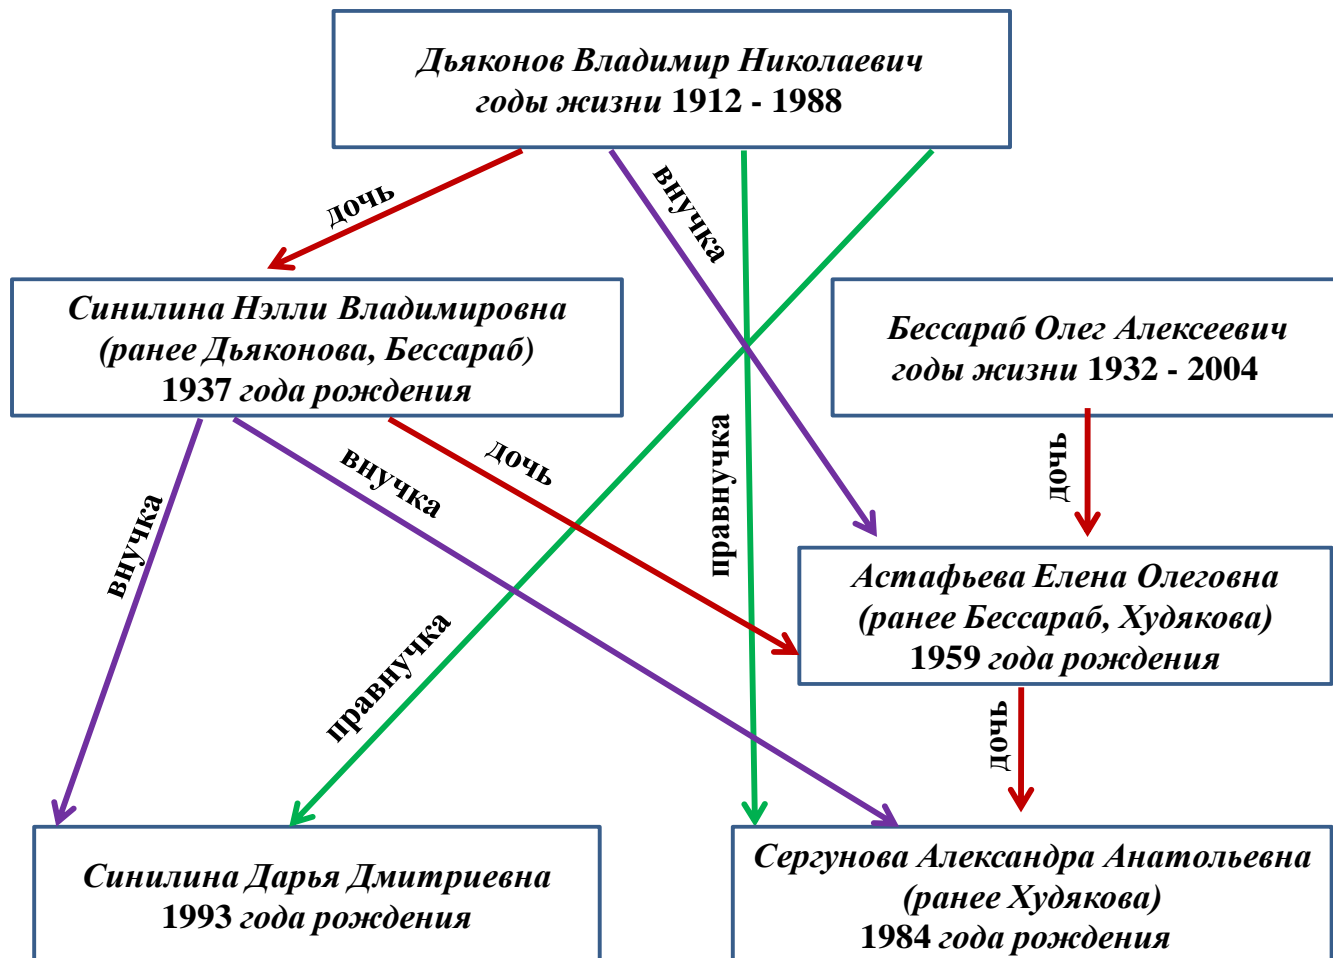 Дьяконов Владимир Николаевич
годы жизни 1912 - 1988
дочь
внучка
Синилина Нэлли Владимировна
(ранее Дьяконова, Бессараб)
1937 года рождения
Бессараб Олег Алексеевич
годы жизни 1932 - 2004
внучка
внучка
дочь
правнучка
дочь
Астафьева Елена Олеговна
(ранее Бессараб, Худякова)
1959 года рождения
правнучка
дочь
Синилина Дарья Дмитриевна
1993 года рождения
Сергунова Александра Анатольевна
(ранее Худякова)
1984 года рождения